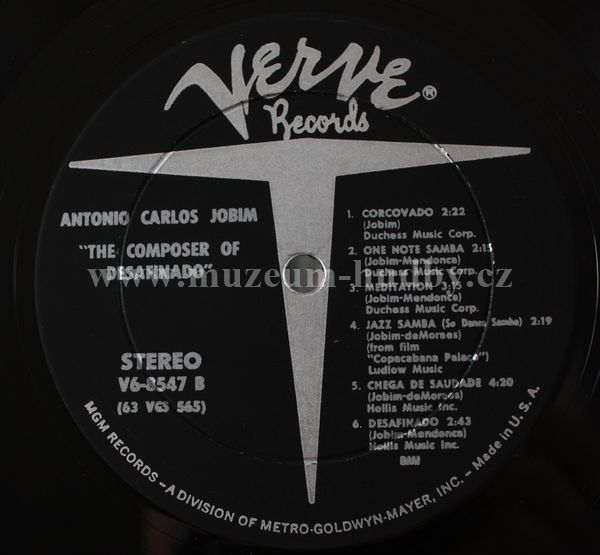 VERVE®
Records
ANTONIO CARLOS JOBIM
"THE COMPOSER OF
DESAFINADO"
www.muzeum-hudby.cz
STEREO
V6-8547 B
(63 VGS 565)
1. CORCOVADO 2:22
(Jobim)
Duchess Music Corp.
2. ONE NOTE SAMBA 2:15
(Jobim-Mendonca)
Duchess Music Corp.
3. MEDITATION 3:15
(Jobim-Mendonca)
Duchess Music Corp.
4. JAZZ SAMBA (So Danco Samba) 2:19
(Jobim-deMoraes)
(from film
"Copacabana Palace")
Ludlow Music
5. CHEGA DE SAUDADE 4:20
(Jobim-deMoraes)
Hollis Music Inc.
6. DESAFINADO 2:43
(Jobim-Mendonca)
Hollis Music Inc.
BMI
MGM RECORDS – A DIVISION OF METRO-GOLDWYN-MAYER, INC. – Made in U.S.A.